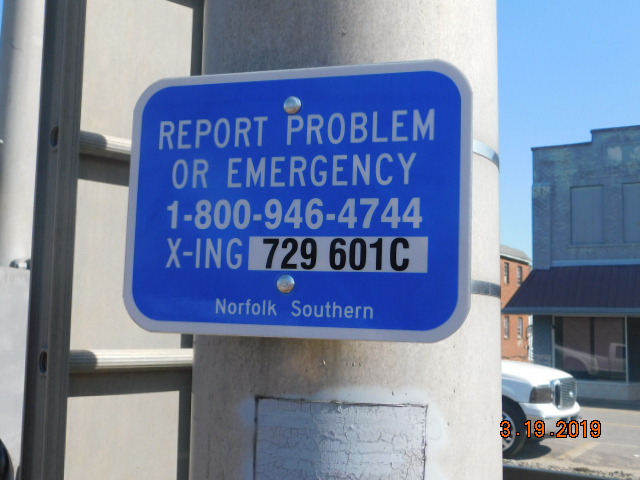 REPORT PROBLEM
OR EMERGENCY
1-800-946-4744
X-ING 729 601C
Norfolk Southern
3.19.2019